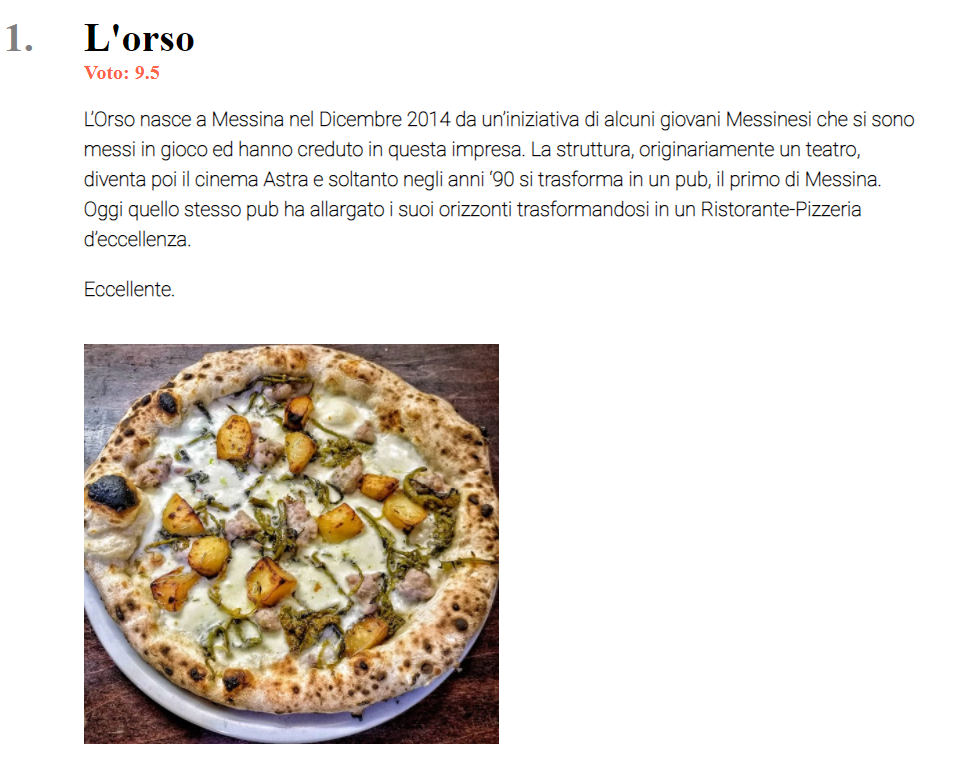 1. L'orso
Voto: 9.5
L’Orso nasce a Messina nel Dicembre 2014 da un’iniziativa di alcuni giovani Messinesi che si sono
messi in gioco ed hanno creduto in questa impresa. La struttura, originariamente un teatro,
diventa poi il cinema Astra e soltanto negli anni ‘90 si trasforma in un pub, il primo di Messina.
Oggi quello stesso pub ha allargato i suoi orizzonti trasformandosi in un Ristorante-Pizzeria
d’eccellenza.
Eccellente.